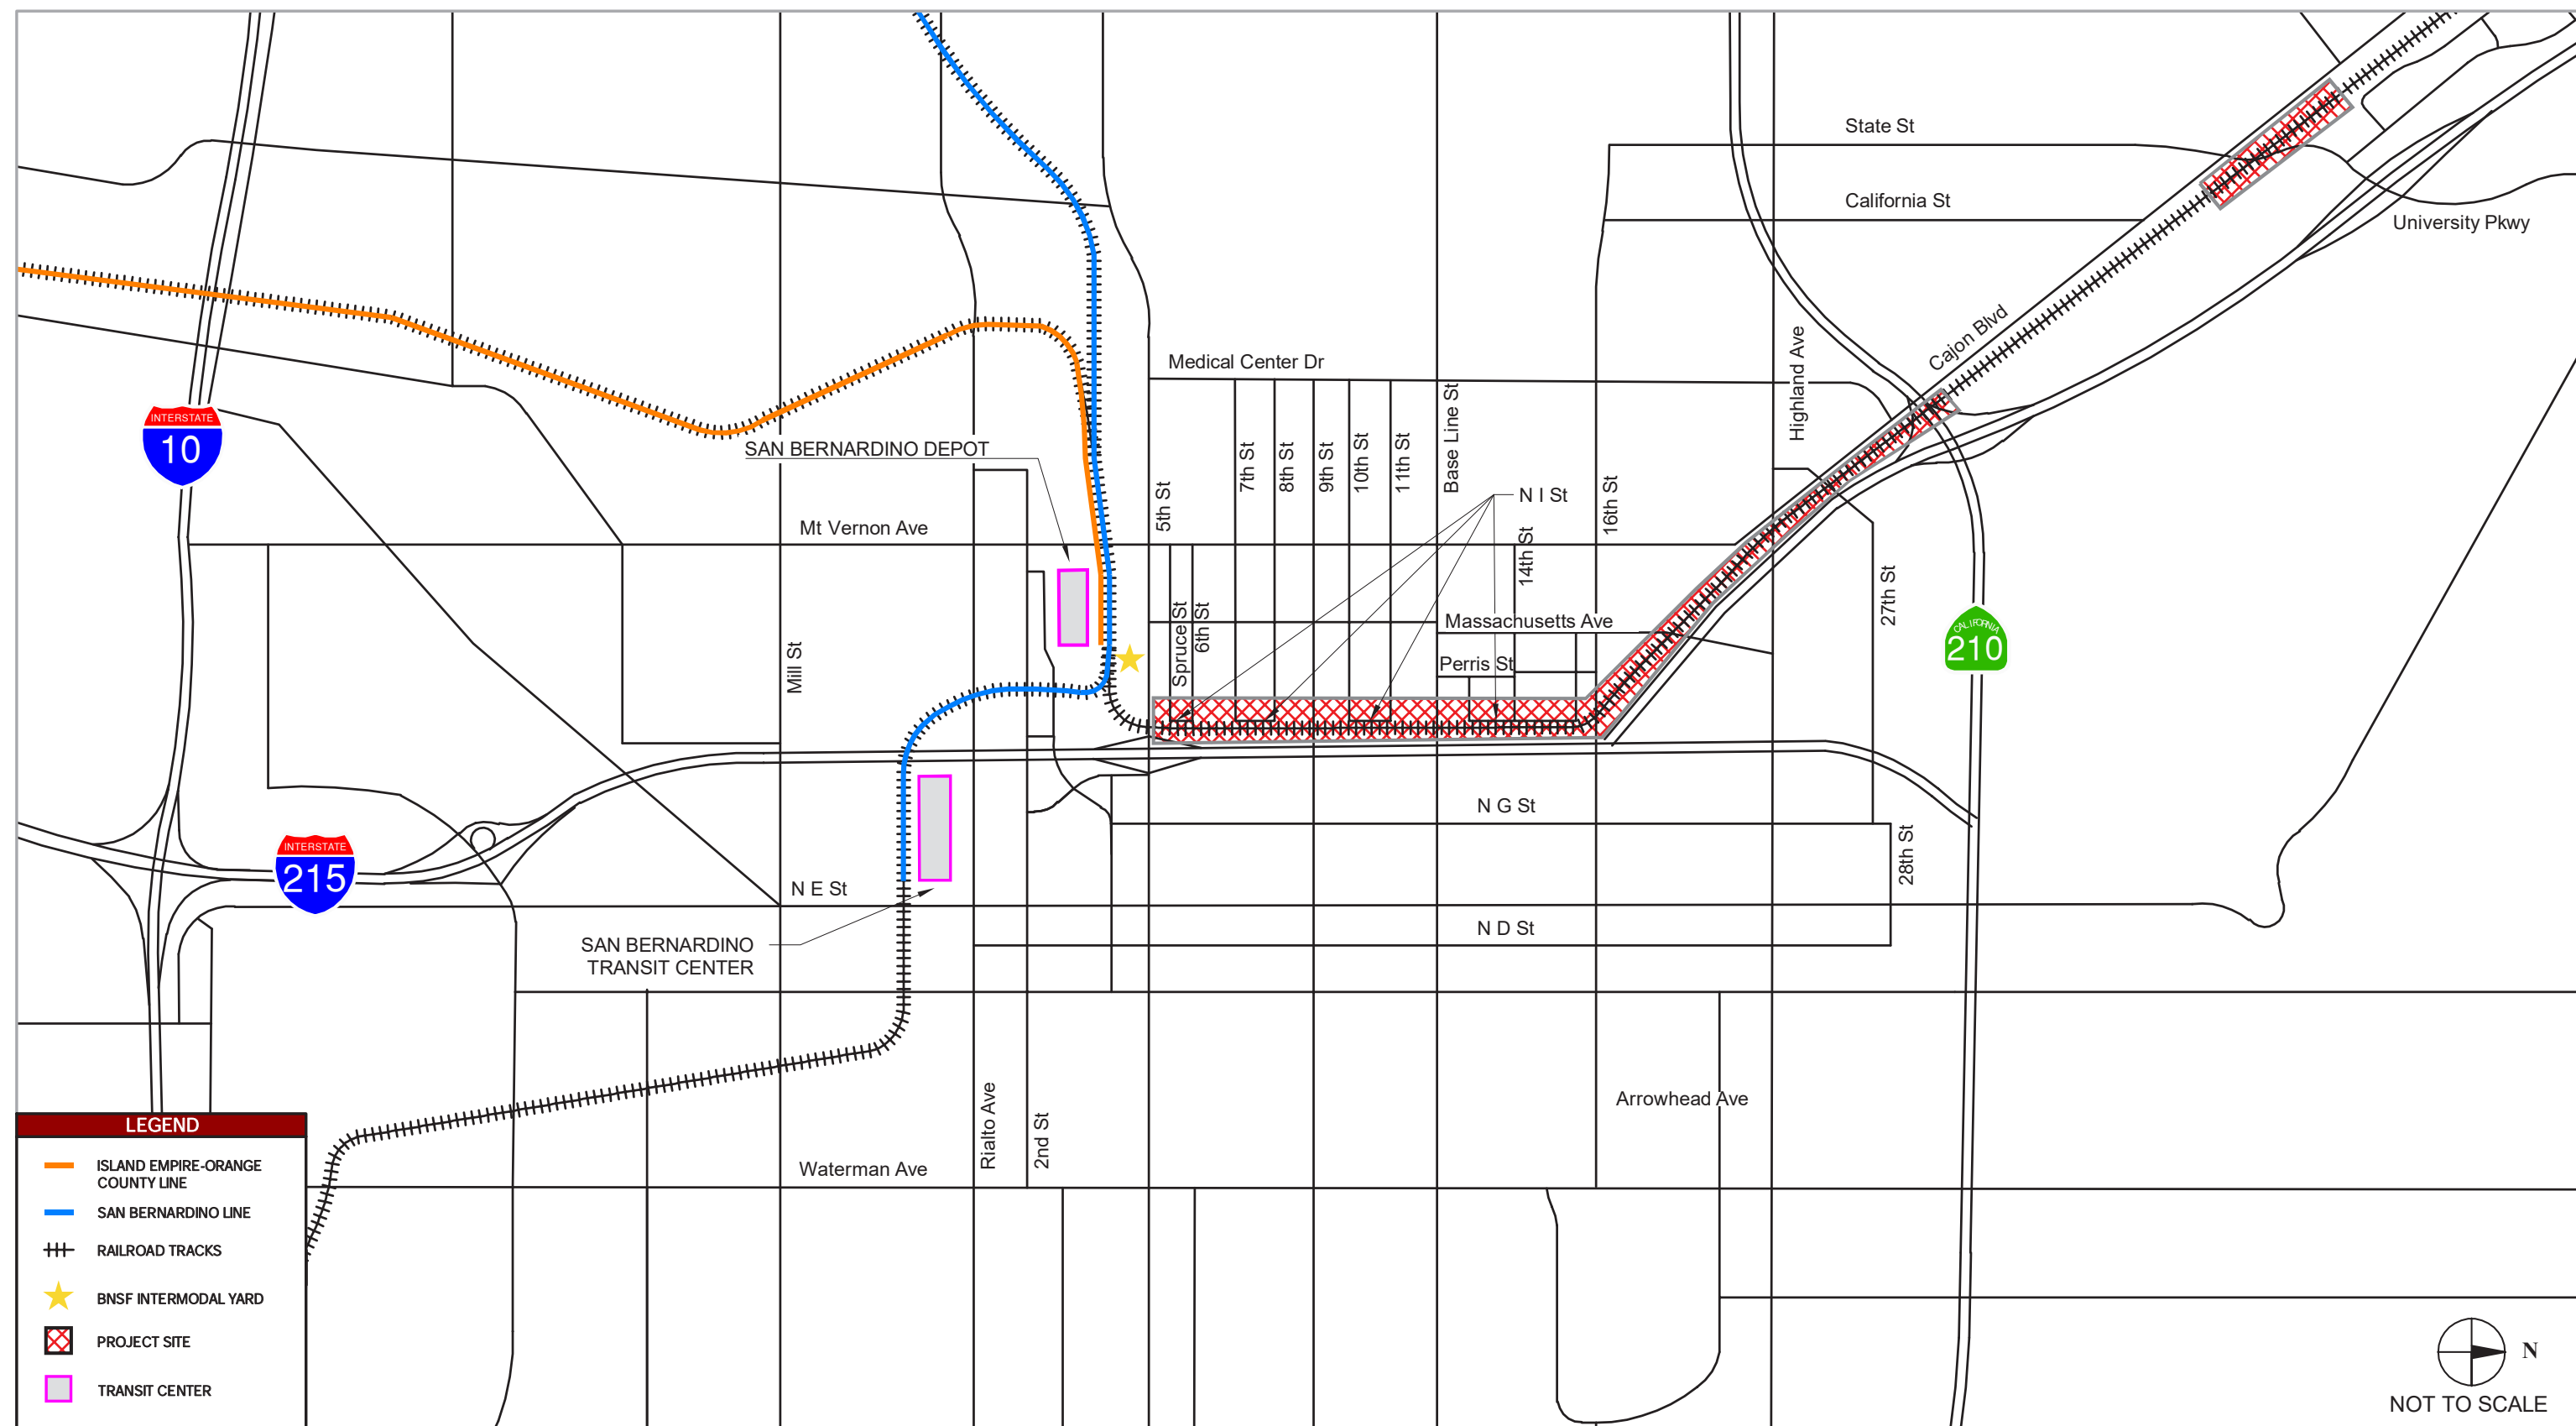 State St
California St
University Pkwy
Cajon Blvd
Highland Ave
Medical Center Dr
INTERSTATE
10
SAN BERNARDINO DEPOT
7th St
8th St
9th St
10th St
11th St
Base Line St
N I St
5th St
16th St
Mt Vernon Ave
14th St
27th St
Spruce St
6th St
Massachusetts Ave
CALIFORNIA
210
Mill St
Perris St
N G St
INTERSTATE
215
28th St
N E St
N D St
SAN BERNARDINO
TRANSIT CENTER
Rialto Ave
2nd St
Arrowhead Ave
Waterman Ave
LEGEND
ISLAND EMPIRE-ORANGE
COUNTY LINE
SAN BERNARDINO LINE
RAILROAD TRACKS
BNSF INTERMODAL YARD
PROJECT SITE
TRANSIT CENTER
N
NOT TO SCALE